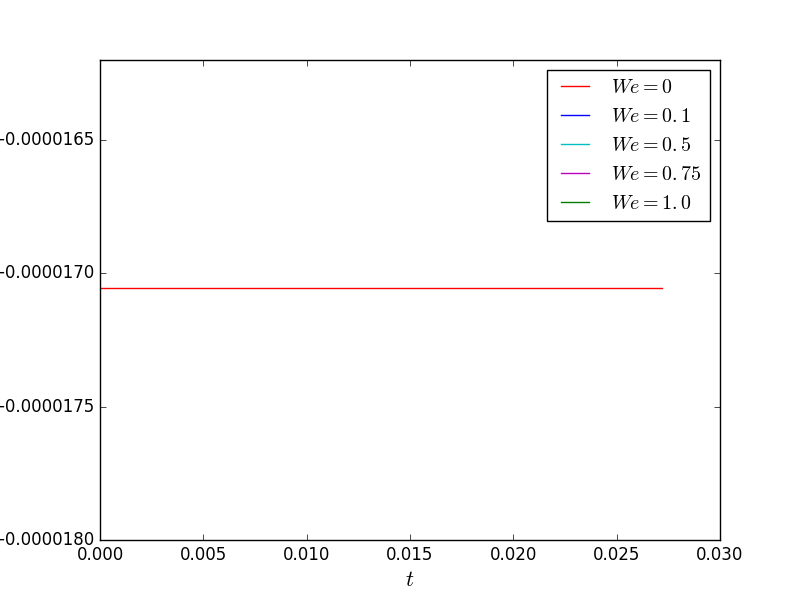 We = 0
We = 0.1
We = 0.5
We = 0.75
We = 1.0
-0.0000165
-0.0000170
-0.0000175
-0.0000180
0.000 0.005 0.010 0.015 0.020 0.025 0.030
t